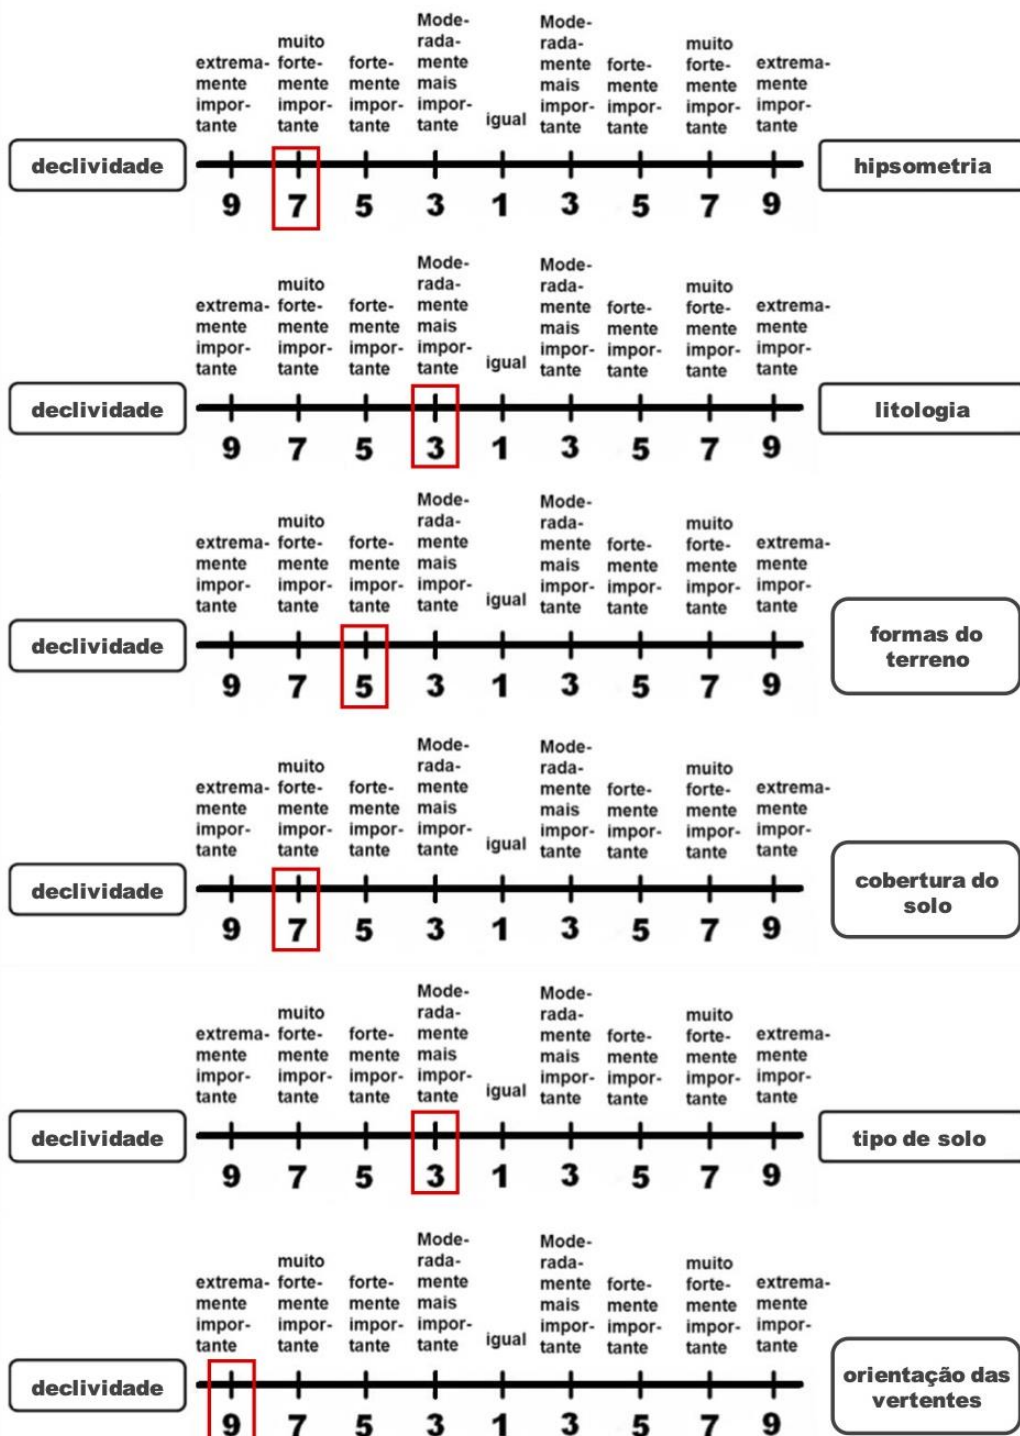 extrema-
mente
impor-
tante
muito
forte-
mente
impor-
tante
forte-
mente
impor-
tante
Mode-
rada-
mente
mais
impor-
tante
igual
Mode-
rada-
mente
mais
impor-
tante
forte-
mente
impor-
tante
muito
forte-
mente
impor-
tante
extrema-
mente
impor-
tante
declividade
hipsometria
9 7 5 3 1 3 5 7 9
extrema-
mente
impor-
tante
muito
forte-
mente
impor-
tante
forte-
mente
impor-
tante
Mode-
rada-
mente
mais
impor-
tante
igual
Mode-
rada-
mente
mais
impor-
tante
forte-
mente
impor-
tante
muito
forte-
mente
impor-
tante
extrema-
mente
impor-
tante
declividade
litologia
9 7 5 3 1 3 5 7 9
extrema-
mente
impor-
tante
muito
forte-
mente
impor-
tante
forte-
mente
impor-
tante
Mode-
rada-
mente
mais
impor-
tante
igual
Mode-
rada-
mente
mais
impor-
tante
forte-
mente
impor-
tante
muito
forte-
mente
impor-
tante
extrema-
mente
impor-
tante
declividade
formas do
terreno
9 7 5 3 1 3 5 7 9
extrema-
mente
impor-
tante
muito
forte-
mente
impor-
tante
forte-
mente
impor-
tante
Mode-
rada-
mente
mais
impor-
tante
igual
Mode-
rada-
mente
mais
impor-
tante
forte-
mente
impor-
tante
muito
forte-
mente
impor-
tante
extrema-
mente
impor-
tante
declividade
cobertura do
solo
9 7 5 3 1 3 5 7 9
extrema-
mente
impor-
tante
muito
forte-
mente
impor-
tante
forte-
mente
impor-
tante
Mode-
rada-
mente
mais
impor-
tante
igual
Mode-
rada-
mente
mais
impor-
tante
forte-
mente
impor-
tante
muito
forte-
mente
impor-
tante
extrema-
mente
impor-
tante
declividade
tipo de solo
9 7 5 3 1 3 5 7 9
extrema-
mente
impor-
tante
muito
forte-
mente
impor-
tante
forte-
mente
impor-
tante
Mode-
rada-
mente
mais
impor-
tante
igual
Mode-
rada-
mente
mais
impor-
tante
forte-
mente
impor-
tante
muito
forte-
mente
impor-
tante
extrema-
mente
impor-
tante
declividade
orientação das
vertentes
9 7 5 3 1 3 5 7 9